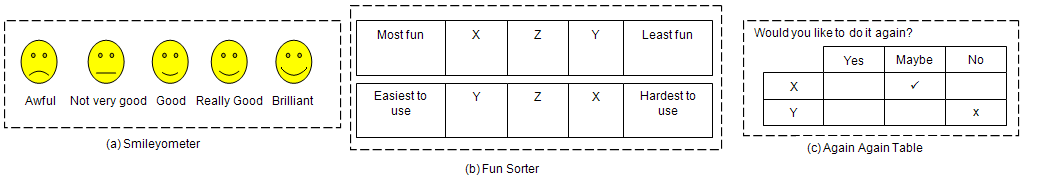 Awful Not very good Good Really Good Brilliant
(a) Smileyometer
Most fun X Z Y Least fun
Easiest to use Y Z X Hardest to use
(b) Fun Sorter
Would you like to do it again?
Yes Maybe No
X ✓
Y x
(c) Again Again Table